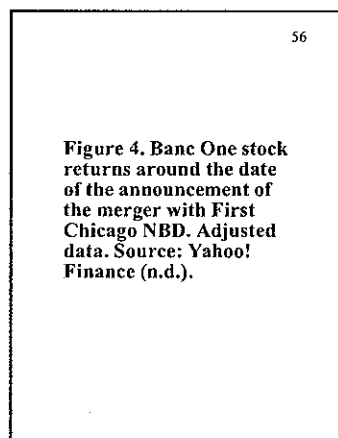 56
Figure 4. Banc One stock
returns around the date
of the announcement of
the merger with First
Chicago NBD. Adjusted
data. Source: Yahoo!
Finance (n.d.).